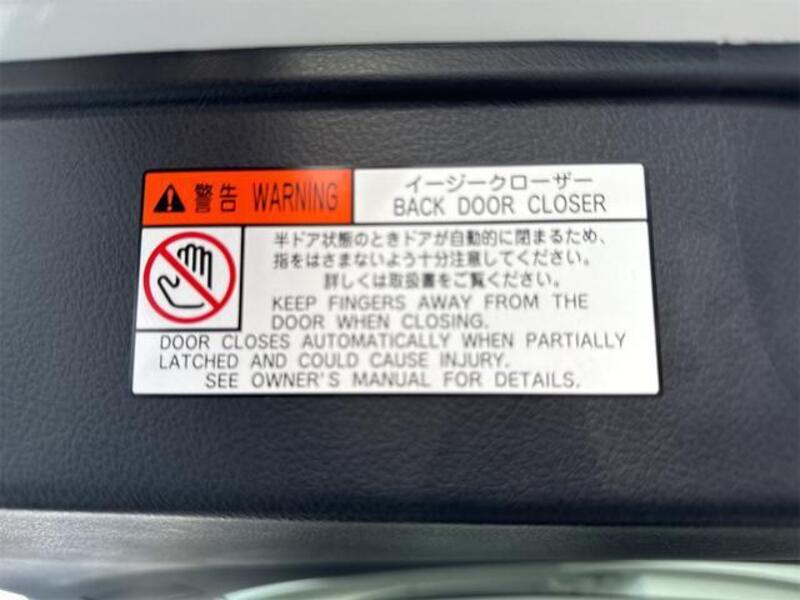 警告 WARNING
イージークローザー
BACK DOOR CLOSER
半ドア状態のときドアが自動的に閉まるため、
指をはさまないよう十分注意してください。
詳しくは取扱書をご覧ください。
KEEP FINGERS AWAY FROM THE
DOOR WHEN CLOSING.
DOOR CLOSES AUTOMATICALLY WHEN PARTIALLY
LATCHED AND COULD CAUSE INJURY.
SEE OWNER'S MANUAL FOR DETAILS.